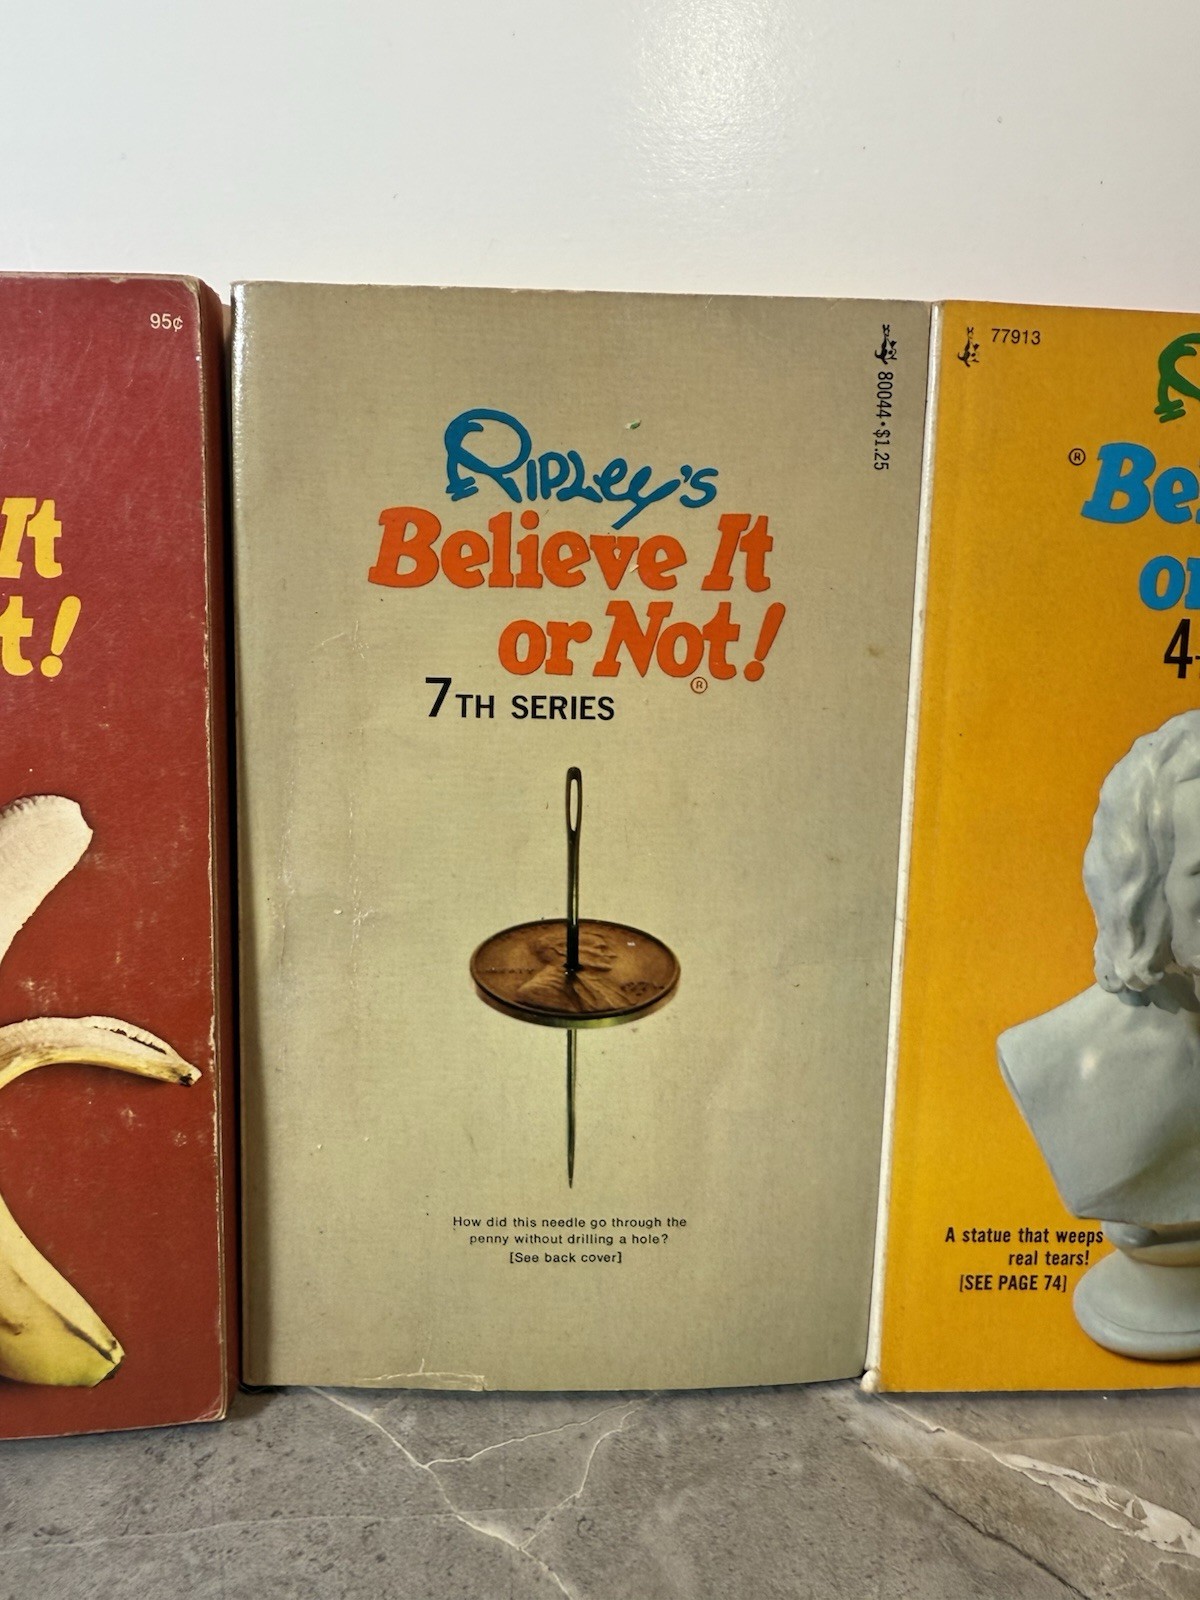 95¢
It
t!
80044 • $1.25
Ripley's
Believe It
or Not!
®
7TH SERIES
How did this needle go through the
penny without drilling a hole?
[See back cover]
77913
® Be
or
4
A statue that weeps
real tears!
[SEE PAGE 74]